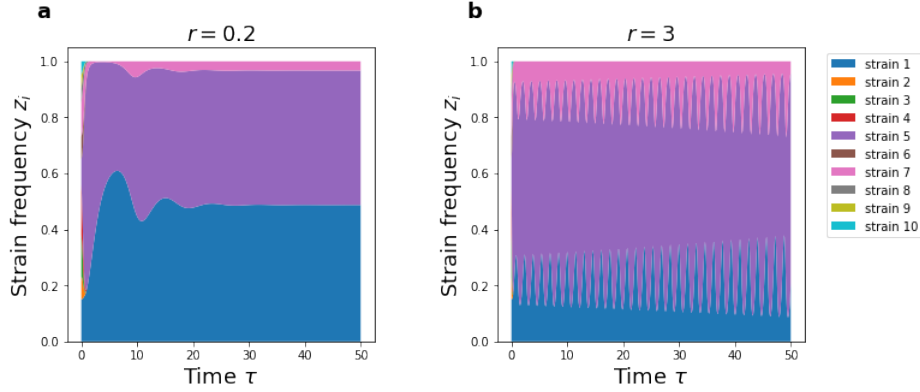 a
r = 0.2
Strain frequency z_i
1.0
0.8
0.6
0.4
0.2
0.0
0 10 20 30 40 50
Time τ
b
r = 3
Strain frequency z_i
1.0
0.8
0.6
0.4
0.2
0.0
0 10 20 30 40 50
Time τ
strain 1
strain 2
strain 3
strain 4
strain 5
strain 6
strain 7
strain 8
strain 9
strain 10